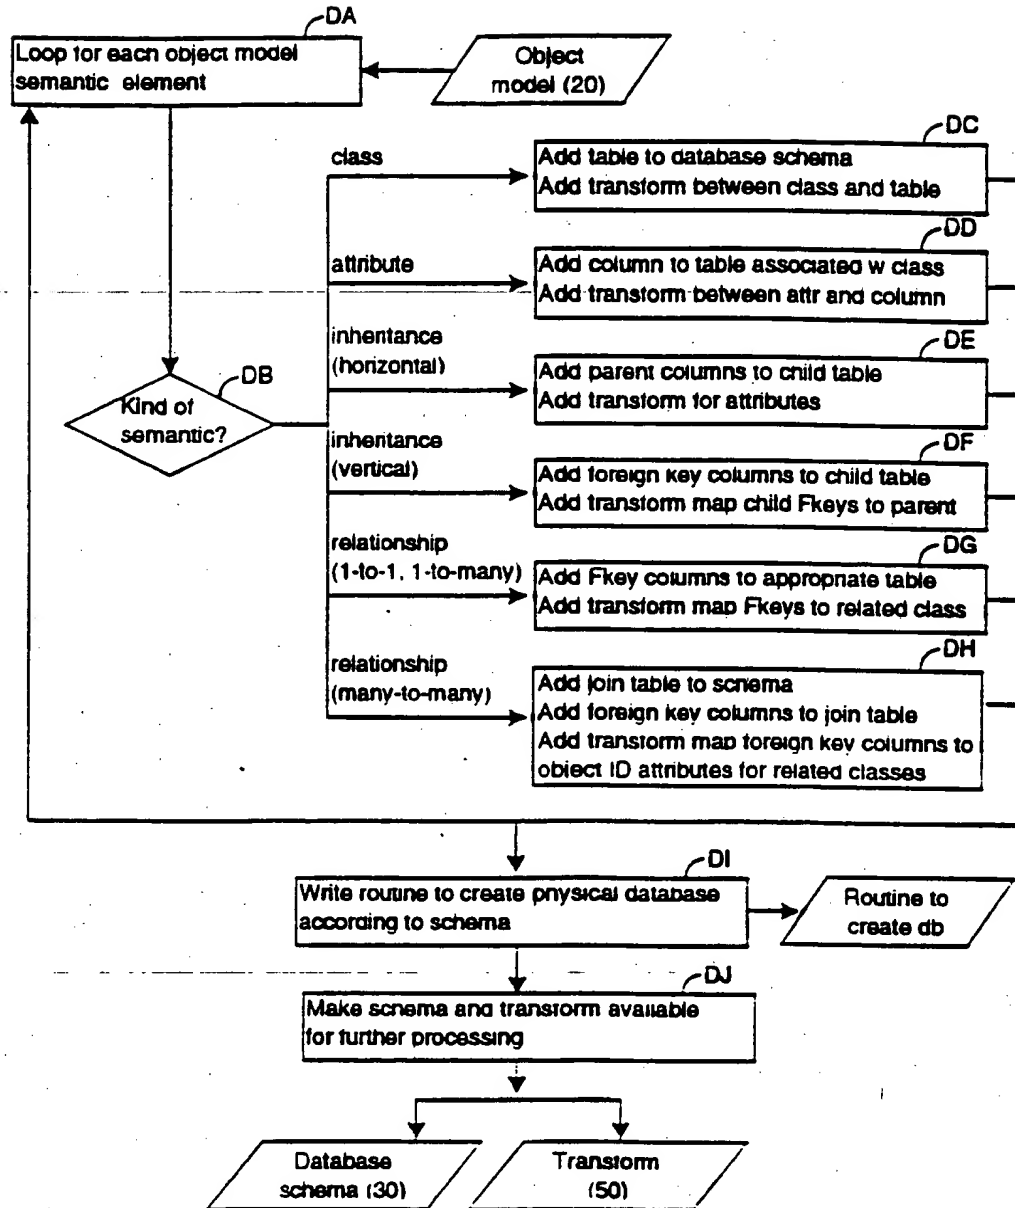 DA
Loop for each object model
semantic element
Object
model (20)
DC
class
Add table to database schema
Add transform between class and table
DD
attribute
Add column to table associated w class
Add transform between attr and column
inheritance
(horizontal)
DE
Add parent columns to child table
Add transform for attributes
DB
Kind of
semantic?
inheritance
(vertical)
DF
Add foreign key columns to child table
Add transform map child Fkeys to parent
relationship
(1-to-1, 1-to-many)
DG
Add Fkey columns to appropriate table
Add transform map Fkeys to related class
relationship
(many-to-many)
DH
Add join table to schema
Add foreign key columns to join table
Add transform map foreign key columns to
object ID attributes for related classes
DI
Write routine to create physical database
according to schema
Routine to
create db
DJ
Make schema and transform available
for further processing
Database
schema (30)
Transform
(50)